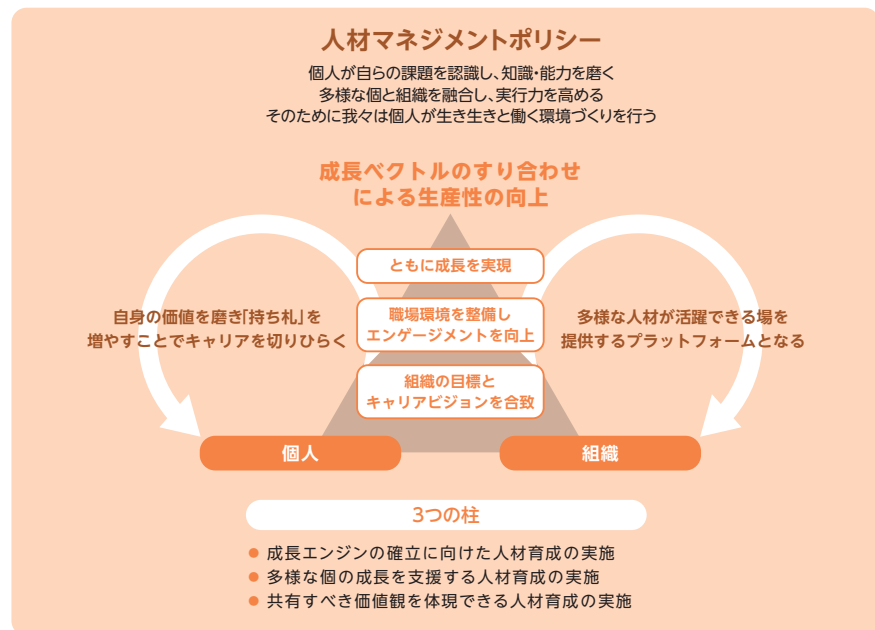 人材マネジメントポリシー
個人が自らの課題を認識し、知識・能力を磨く
多様な個と組織を融合し、実行力を高める
そのために我々は個人が生き生きと働く環境づくりを行う
成長ベクトルのすり合わせ
による生産性の向上
ともに成長を実現
職場環境を整備し
エンゲージメントを向上
組織の目標と
キャリアビジョンを合致
自身の価値を磨き「持ち札」を
増やすことでキャリアを切りひらく
多様な人材が活躍できる場を
提供するプラットフォームとなる
個人
組織
3つの柱
● 成長エンジンの確立に向けた人材育成の実施
● 多様な個の成長を支援する人材育成の実施
● 共有すべき価値観を体現できる人材育成の実施